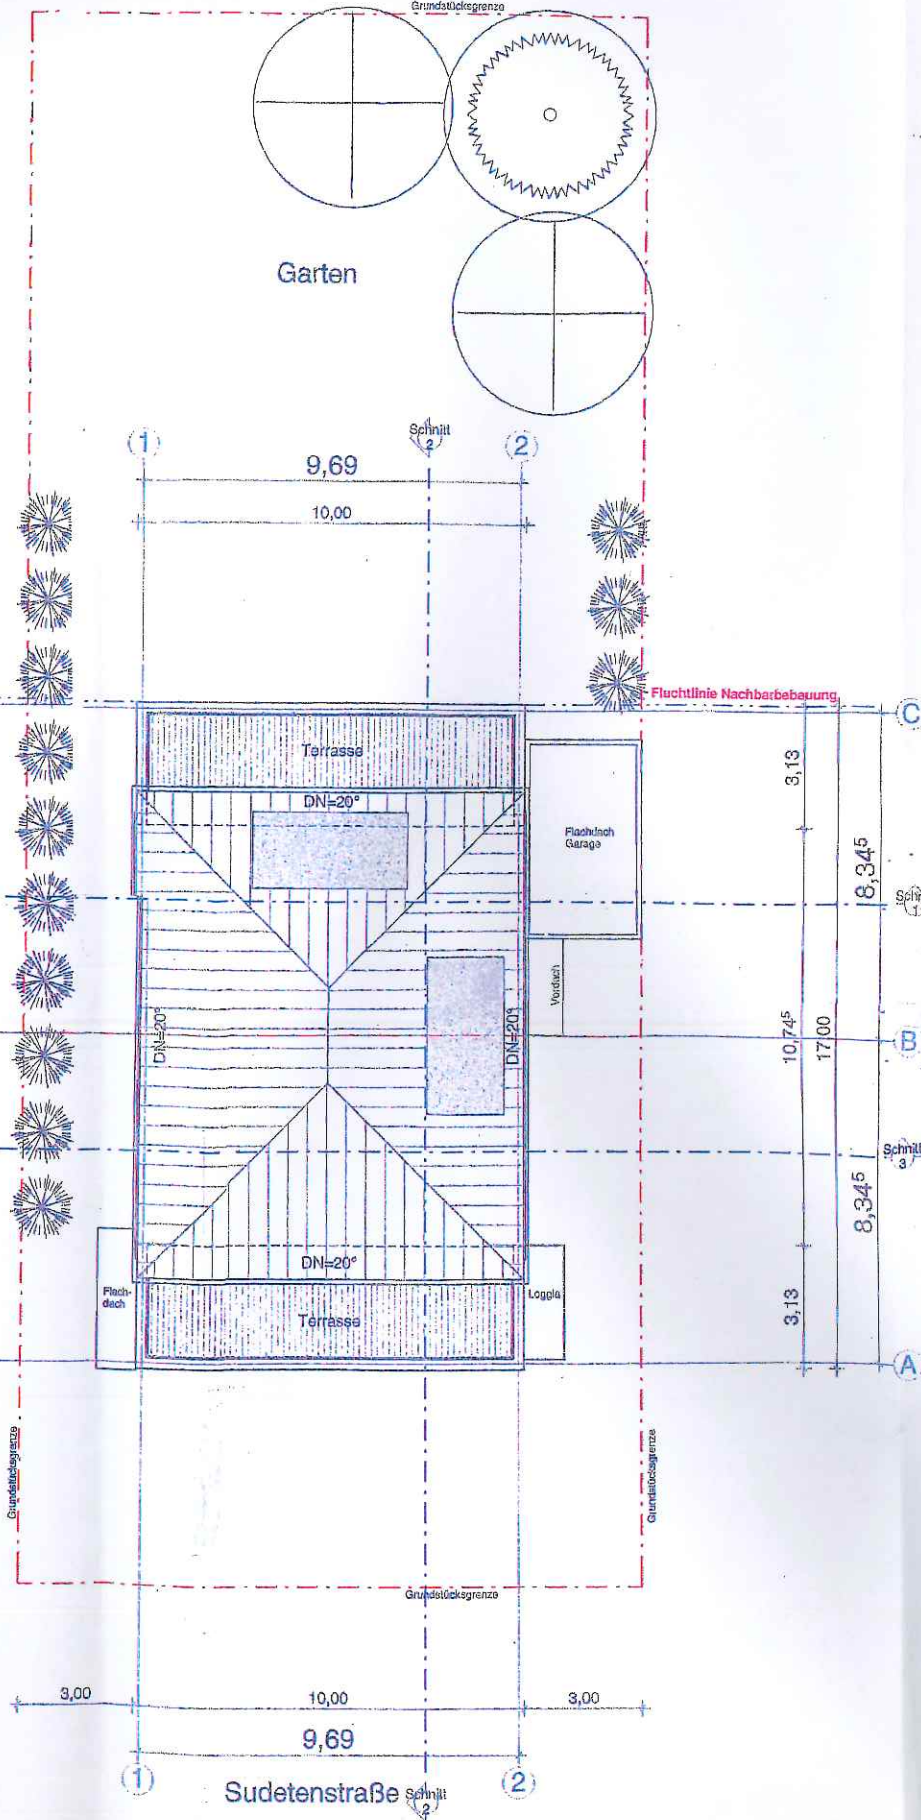 Grundstücksgrenze
Garten
1
Schnitt
2
2
9,69
10,00
Fluchtlinie Nachbarbebauung
C
Terrasse
3,13
DN=20°
Flachdach
Garage
8,34⁵
1
Vordach
DN=20°
DN=20°
10,74⁵
17,00
B
Schnitt
3
8,34⁵
DN=20°
Flach-
dach
Loggia
Terrasse
3,13
A
Grundstücksgrenze
Grundstücksgrenze
Grundstücksgrenze
3,00
10,00
3,00
9,69
1
Sudetenstraße
Schnitt
2
2